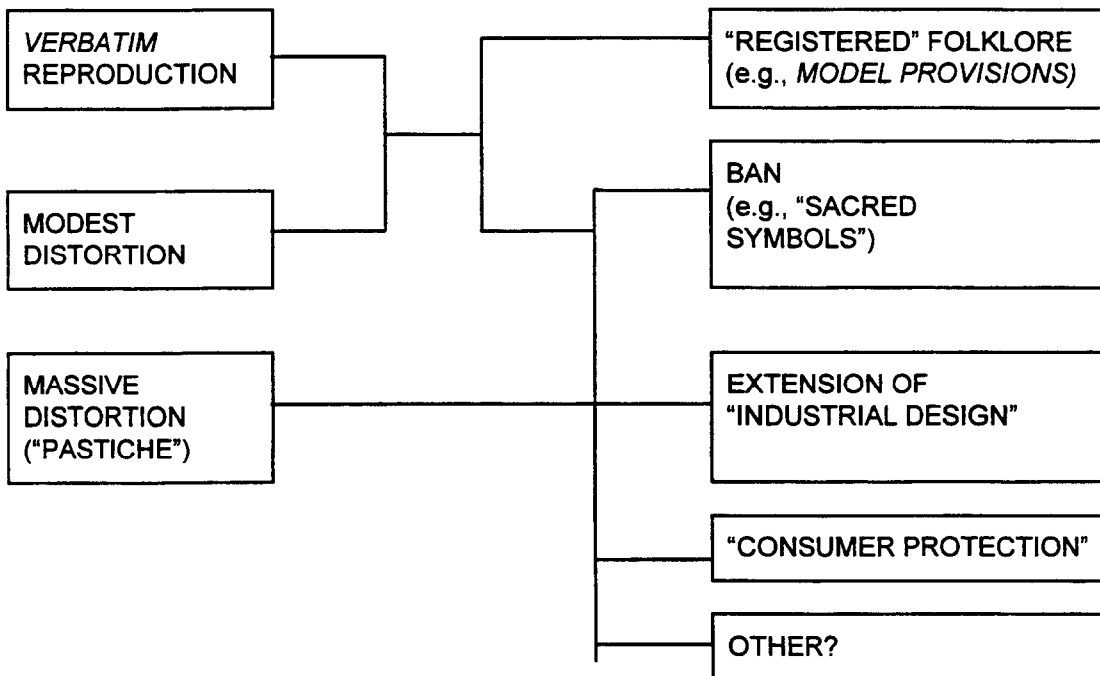 VERBATIM
REPRODUCTION
MODEST
DISTORTION
MASSIVE
DISTORTION
(“PASTICHE”)
“REGISTERED” FOLKLORE
(e.g., MODEL PROVISIONS)
BAN
(e.g., “SACRED
SYMBOLS”)
EXTENSION OF
“INDUSTRIAL DESIGN”
“CONSUMER PROTECTION”
OTHER?